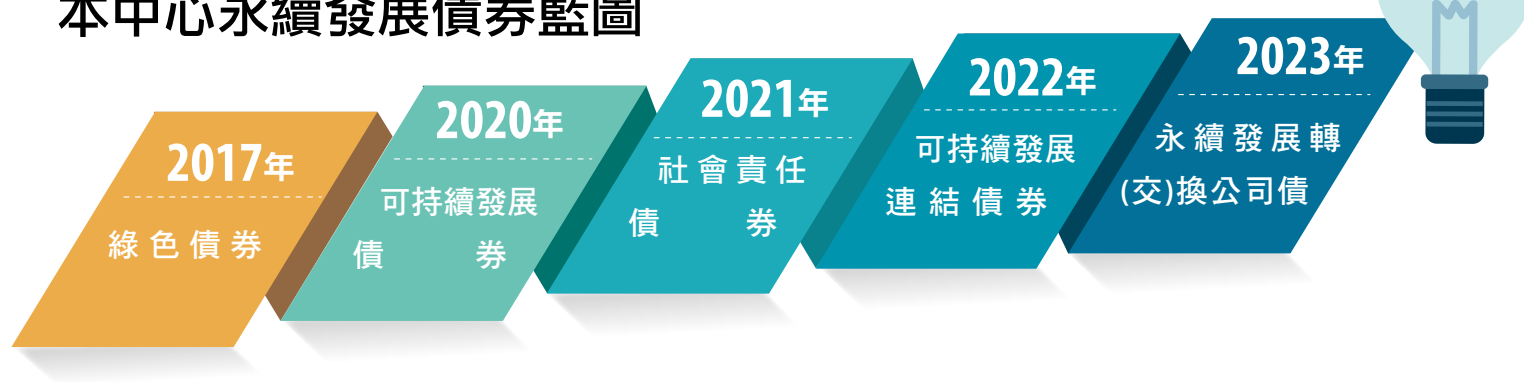 本中心永續發展債券藍圖
2017年
綠色債券
2020年
可持續發展
債券
2021年
社會責任
債券
2022年
可持續發展
連結債券
2023年
永續發展轉
(交)換公司債